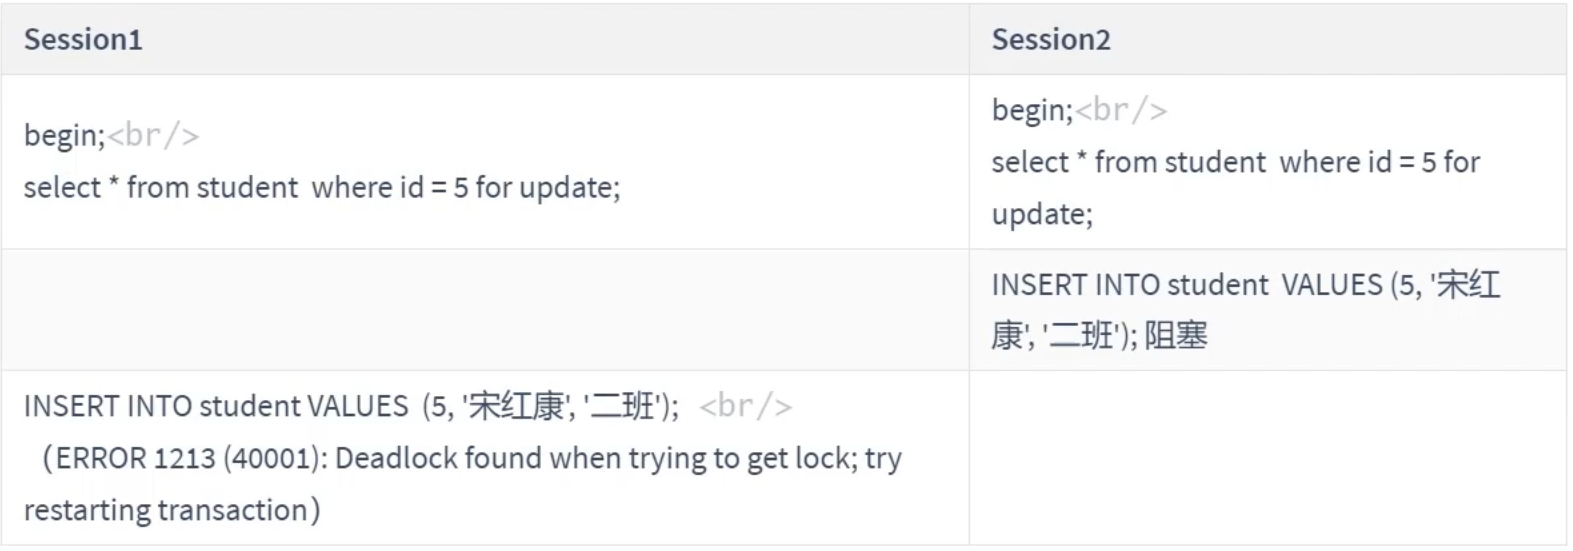 Session1
Session2
begin;<br/>
select * from student  where id = 5 for update;
begin;<br/>
select * from student  where id = 5 for
update;
INSERT INTO student  VALUES (5, '宋红
康', '二班'); 阻塞
INSERT INTO student VALUES  (5, '宋红康', '二班');  <br/>
（ERROR 1213 (40001): Deadlock found when trying to get lock; try
restarting transaction）